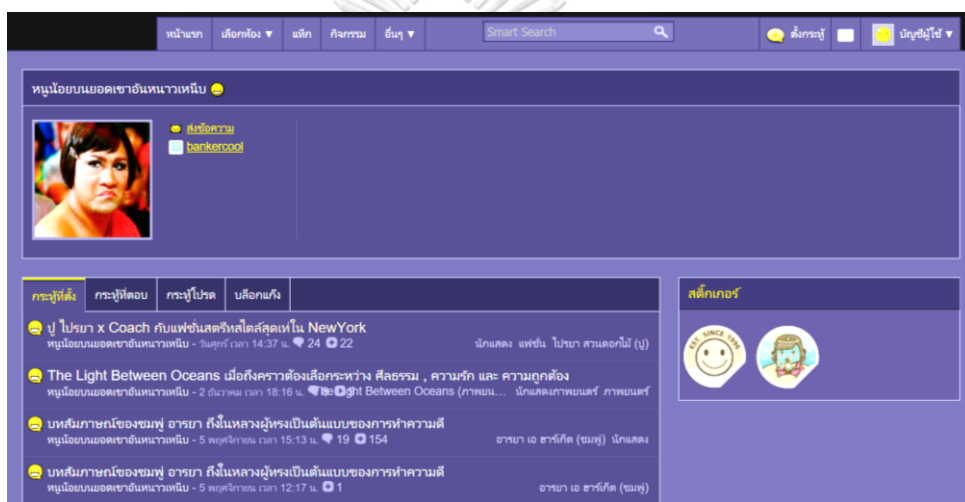 หน้าแรก เลือกห้อง ▼ แท็ก กิจกรรม อื่นๆ ▼ Smart Search ตั้งกระทู้ บัญชีผู้ใช้ ▼
หนูน้อยบนยอดเขาอันหนาวเหน็บ
ส่งข้อความ
bankercool
กระทู้ที่ตั้ง กระทู้ที่ตอบ กระทู้โปรด บล็อกแก๊ง
ปู ไปรยา x Coach กับแฟชั่นสตรีทสไตล์สุดเท่ใน NewYork
หนูน้อยบนยอดเขาอันหนาวเหน็บ - วันศุกร์ เวลา 14:37 น. 24 22 นักแสดง แฟชั่น ไปรยา สวนดอกไม้ (ปู)
The Light Between Oceans เมื่อถึงคราวต้องเลือกระหว่าง ศีลธรรม , ความรัก และ ความถูกต้อง
หนูน้อยบนยอดเขาอันหนาวเหน็บ - 2 ธันวาคม เวลา 18:16 น. Between Oceans (ภาพยน... นักแสดงภาพยนตร์ ภาพยนตร์
บทสัมภาษณ์ของชมพู่ อารยา ถึงในหลวงผู้ทรงเป็นต้นแบบของการทำความดี
หนูน้อยบนยอดเขาอันหนาวเหน็บ - 5 พฤศจิกายน เวลา 15:13 น. 19 154 อารยา เอ ฮาร์เก็ต (ชมพู่) นักแสดง
บทสัมภาษณ์ของชมพู่ อารยา ถึงในหลวงผู้ทรงเป็นต้นแบบของการทำความดี
หนูน้อยบนยอดเขาอันหนาวเหน็บ - 5 พฤศจิกายน เวลา 12:17 น. 1 อารยา เอ ฮาร์เก็ต (ชมพู่)
สติ๊กเกอร์
EST. SINCE 1996